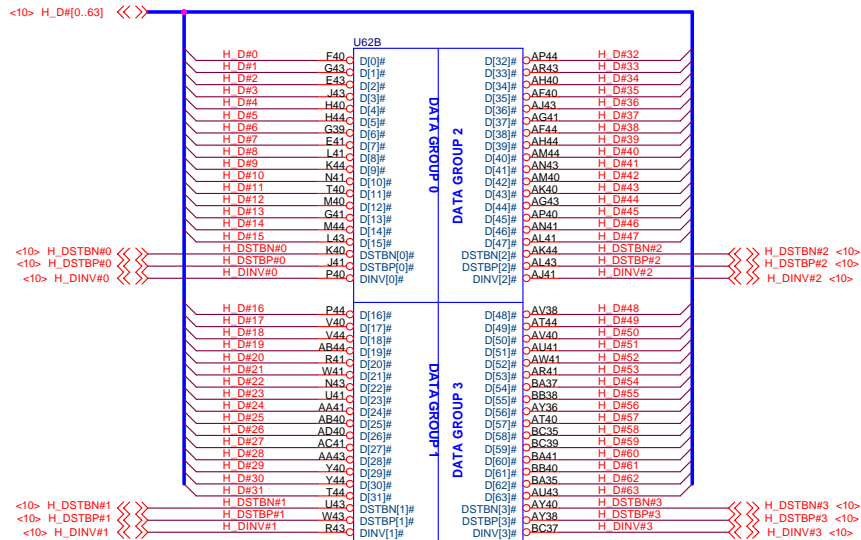 <10> H_D#[0..63]
U62B
H_D#0 F40 D[0]# D[32]# AP44 H_D#32
H_D#1 G43 D[1]# D[33]# AR43 H_D#33
H_D#2 E43 D[2]# D[34]# AH40 H_D#34
H_D#3 J43 D[3]# D[35]# AF40 H_D#35
H_D#4 H40 D[4]# D[36]# AJ43 H_D#36
H_D#5 H44 D[5]# D[37]# AG41 H_D#37
H_D#6 G39 D[6]# D[38]# AF44 H_D#38
H_D#7 E41 D[7]# D[39]# AH44 H_D#39
H_D#8 L41 D[8]# D[40]# AM44 H_D#40
H_D#9 K44 D[9]# D[41]# AN43 H_D#41
H_D#10 N41 D[10]# D[42]# AM40 H_D#42
H_D#11 T40 D[11]# D[43]# AK40 H_D#43
H_D#12 M40 D[12]# D[44]# AG43 H_D#44
H_D#13 G41 D[13]# D[45]# AP40 H_D#45
H_D#14 M44 D[14]# D[46]# AN41 H_D#46
H_D#15 L43 D[15]# D[47]# AL41 H_D#47
<10> H_DSTBN#0 H_DSTBN#0 K40 DSTBN[0]# DSTBN[2]# AK44 H_DSTBN#2 H_DSTBN#2 <10>
<10> H_DSTBP#0 H_DSTBP#0 J41 DSTBP[0]# DSTBP[2]# AL43 H_DSTBP#2 H_DSTBP#2 <10>
<10> H_DINV#0 H_DINV#0 P40 DINV[0]# DINV[2]# AJ41 H_DINV#2 H_DINV#2 <10>
DATA GROUP 0
DATA GROUP 2
H_D#16 P44 D[16]# D[48]# AV38 H_D#48
H_D#17 V40 D[17]# D[49]# AT44 H_D#49
H_D#18 V44 D[18]# D[50]# AV40 H_D#50
H_D#19 AB44 D[19]# D[51]# AU41 H_D#51
H_D#20 R41 D[20]# D[52]# AW41 H_D#52
H_D#21 W41 D[21]# D[53]# AR41 H_D#53
H_D#22 N43 D[22]# D[54]# BA37 H_D#54
H_D#23 U41 D[23]# D[55]# BB38 H_D#55
H_D#24 AA41 D[24]# D[56]# AY36 H_D#56
H_D#25 AB40 D[25]# D[57]# AT40 H_D#57
H_D#26 AD40 D[26]# D[58]# BC35 H_D#58
H_D#27 AC41 D[27]# D[59]# BC39 H_D#59
H_D#28 AA43 D[28]# D[60]# BA41 H_D#60
H_D#29 Y40 D[29]# D[61]# BB40 H_D#61
H_D#30 Y44 D[30]# D[62]# BA35 H_D#62
H_D#31 T44 D[31]# D[63]# AU43 H_D#63
<10> H_DSTBN#1 H_DSTBN#1 U43 DSTBN[1]# DSTBN[3]# AY40 H_DSTBN#3 H_DSTBN#3 <10>
<10> H_DSTBP#1 H_DSTBP#1 W43 DSTBP[1]# DSTBP[3]# AY38 H_DSTBP#3 H_DSTBP#3 <10>
<10> H_DINV#1 H_DINV#1 R43 DINV[1]# DINV[3]# BC37 H_DINV#3 H_DINV#3 <10>
DATA GROUP 1
DATA GROUP 3